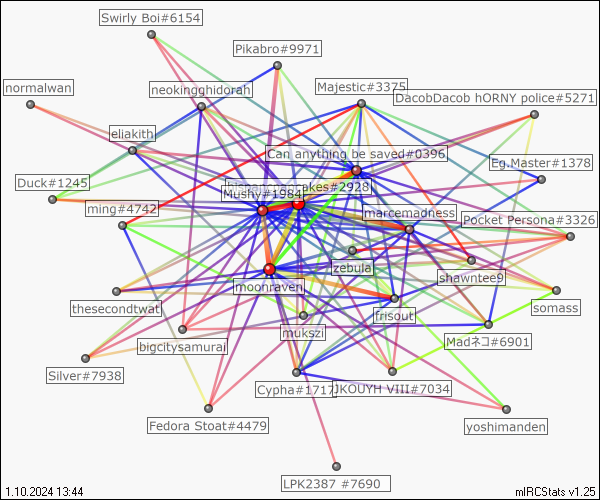 Swirly Boi#6154
Pikabro#9971
normalwan
neokingghidorah
Majestic#3375
DacobDacob hORNY police#5271
eliakith
Can anything be saved#0396
Eg.Master#1378
Duck#1245
akes#2928
Mushy#1984
ming#4742
marcemadness
Pocket Persona#3326
zebula
shawntee9
moonraven
thesecondtwat
frisout
somass
mukszi
bigcitysamurai
Madネコ#6901
Silver#7938
Cypha#1717
JKOUYH VIII#7034
Fedora Stoat#4479
yoshimanden
LPK2387 #7690
1.10.2024 13:44
mIRCStats v1.25